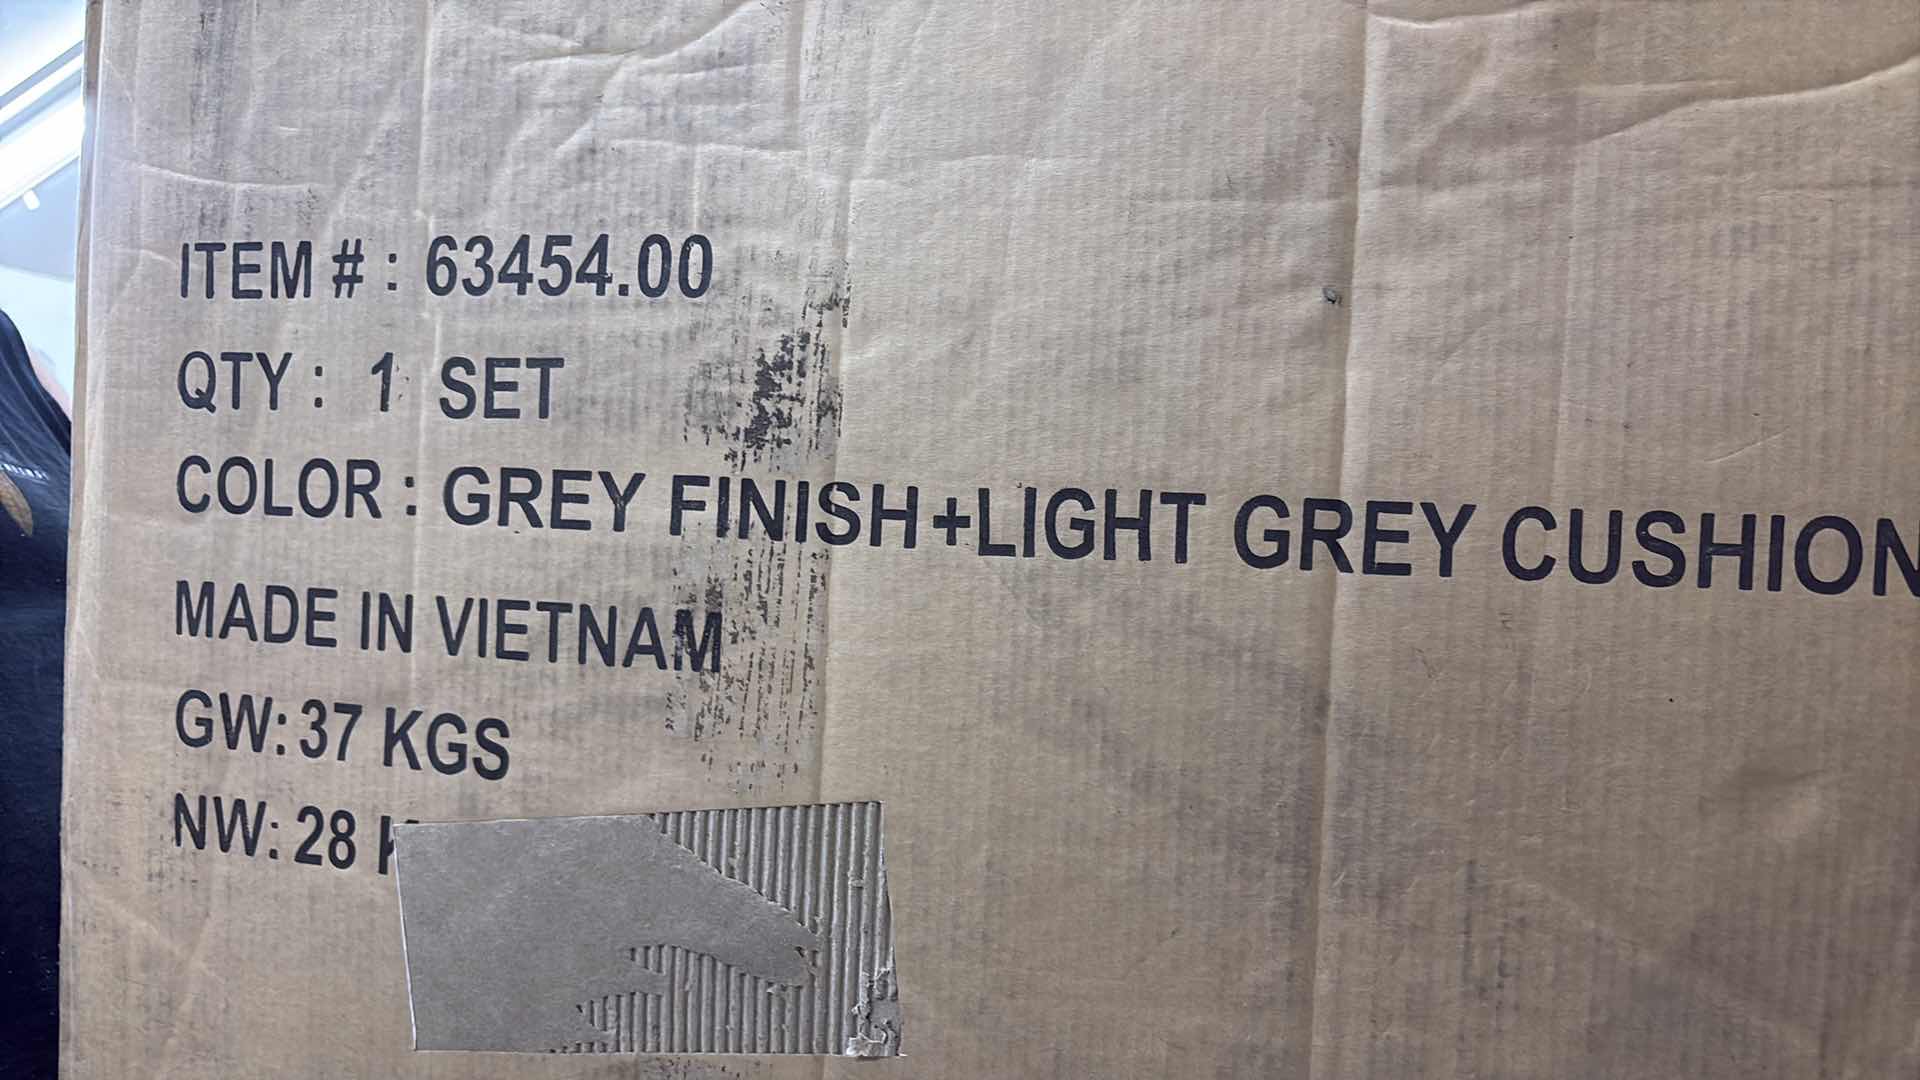 ITEM # : 63454.00
QTY : 1 SET
COLOR : GREY FINISH+LIGHT GREY CUSHION
MADE IN VIETNAM
GW: 37 KGS
NW: 28 K